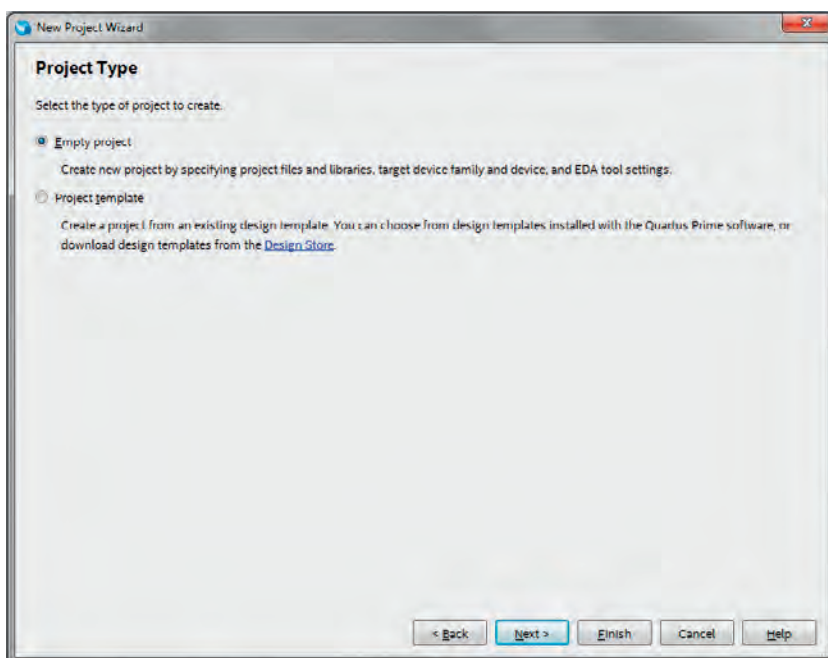 New Project Wizard
Project Type
Select the type of project to create.
Empty project
Create new project by specifying project files and libraries, target device family and device, and EDA tool settings.
Project template
Create a project from an existing design template. You can choose from design templates installed with the Quartus Prime software, or
download design templates from the Design Store.
< Back Next > Finish Cancel Help